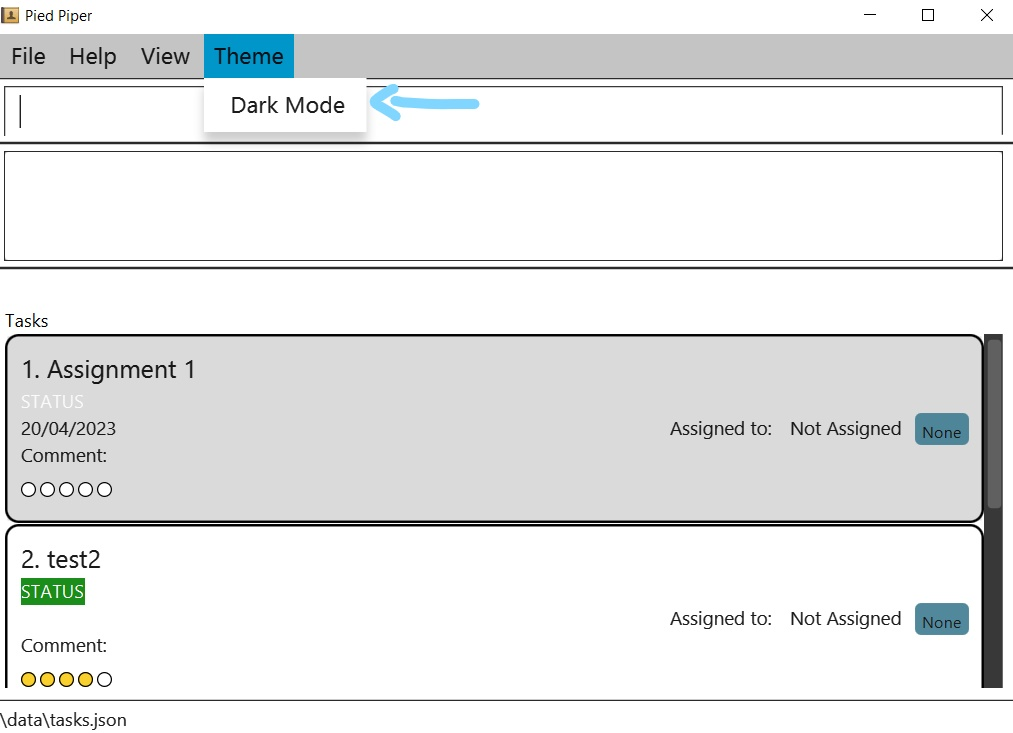 Pied Piper
File Help View Theme
Dark Mode
Tasks
1. Assignment 1
STATUS
20/04/2023
Assigned to: Not Assigned None
Comment:
2. test2
STATUS
Assigned to: Not Assigned None
Comment:
\data\tasks.json